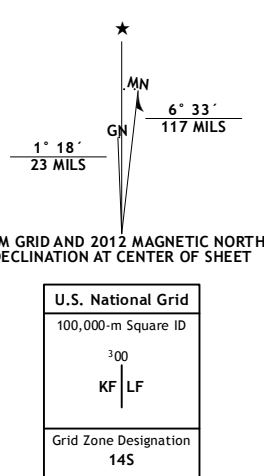 ★
MN
GN
6° 33´
117 MILS
1° 18´
23 MILS
M GRID AND 2012 MAGNETIC NORTH
DECLINATION AT CENTER OF SHEET
U.S. National Grid
100,000-m Square ID
³00
KF LF
Grid Zone Designation
14S